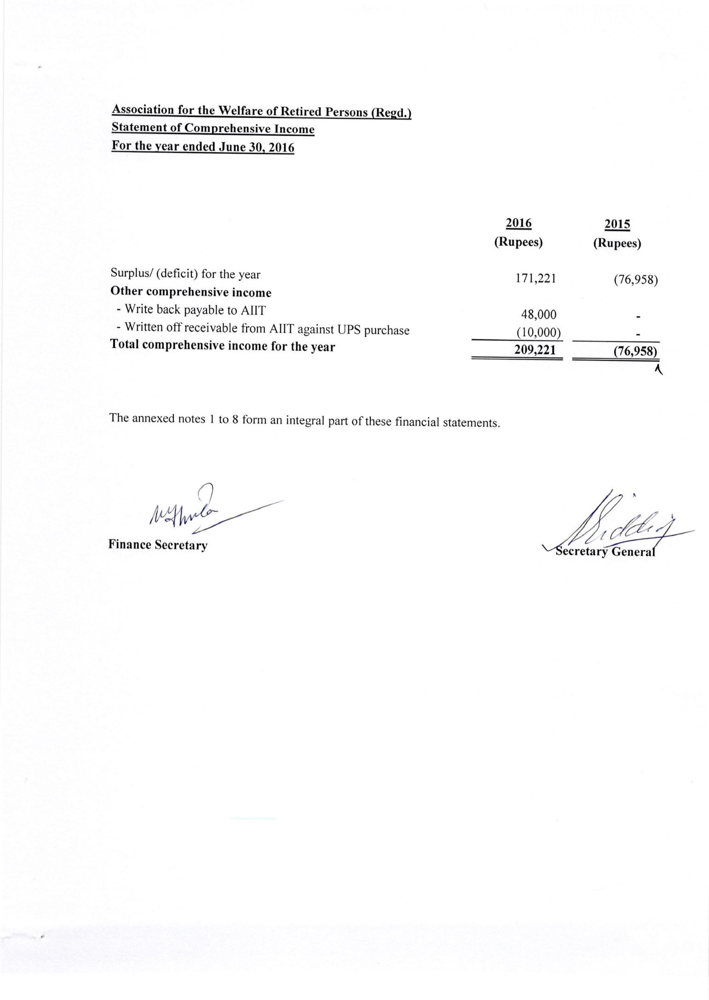 Association for the Welfare of Retired Persons (Regd.)
Statement of Comprehensive Income
For the year ended June 30, 2016
2016 2015
(Rupees) (Rupees)
Surplus/ (deficit) for the year 171,221 (76,958)
Other comprehensive income
- Write back payable to AIIT 48,000 -
- Written off receivable from AIIT against UPS purchase (10,000) -
Total comprehensive income for the year 209,221 (76,958)
The annexed notes 1 to 8 form an integral part of these financial statements.
Finance Secretary
Secretary General